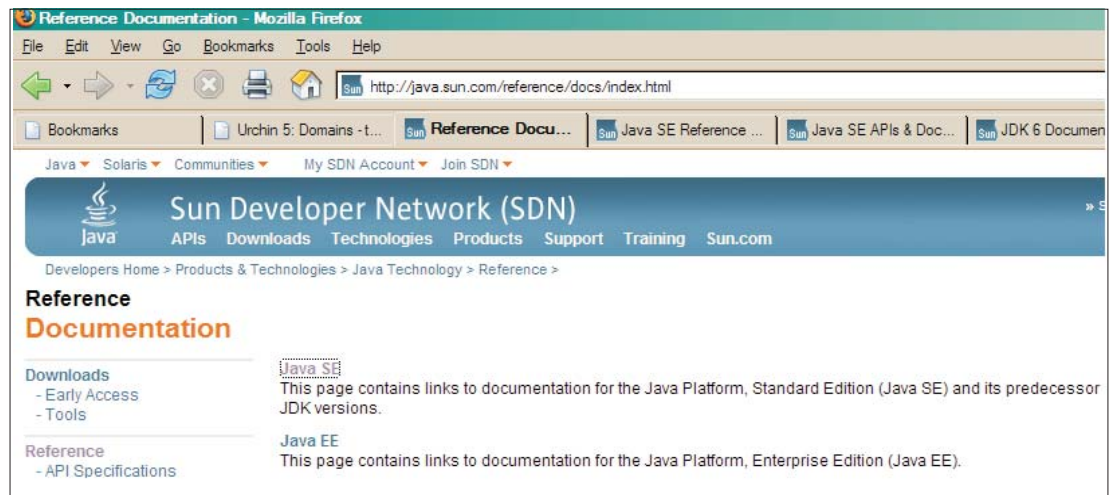 Reference Documentation - Mozilla Firefox
File Edit View Go Bookmarks Tools Help
Sun http://java.sun.com/reference/docs/index.html
Bookmarks Urchin 5: Domains - t... Sun Reference Docu... Sun Java SE Reference ... Sun Java SE APIs & Doc... Sun JDK 6 Documen
Java Solaris Communities My SDN Account Join SDN
Java Sun Developer Network (SDN) » S
APIs Downloads Technologies Products Support Training Sun.com
Developers Home > Products & Technologies > Java Technology > Reference >
Reference
Documentation
Downloads
- Early Access
- Tools
Reference
- API Specifications
Java SE
This page contains links to documentation for the Java Platform, Standard Edition (Java SE) and its predecessor
JDK versions.
Java EE
This page contains links to documentation for the Java Platform, Enterprise Edition (Java EE).